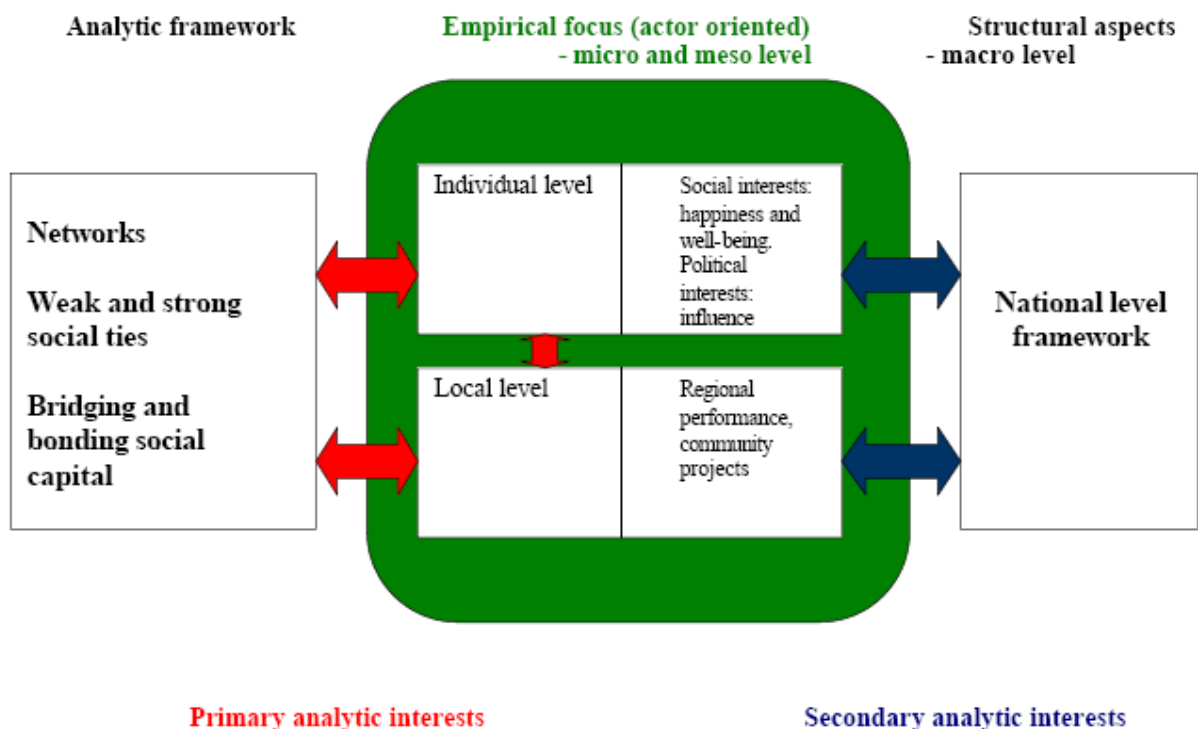 Analytic framework
Empirical focus (actor oriented)
- micro and meso level
Structural aspects
- macro level
Networks
Weak and strong
social ties
Bridging and
bonding social
capital
Individual level
Social interests:
happiness and
well-being.
Political
interests:
influence
Local level
Regional
performance,
community
projects
National level
framework
Primary analytic interests
Secondary analytic interests